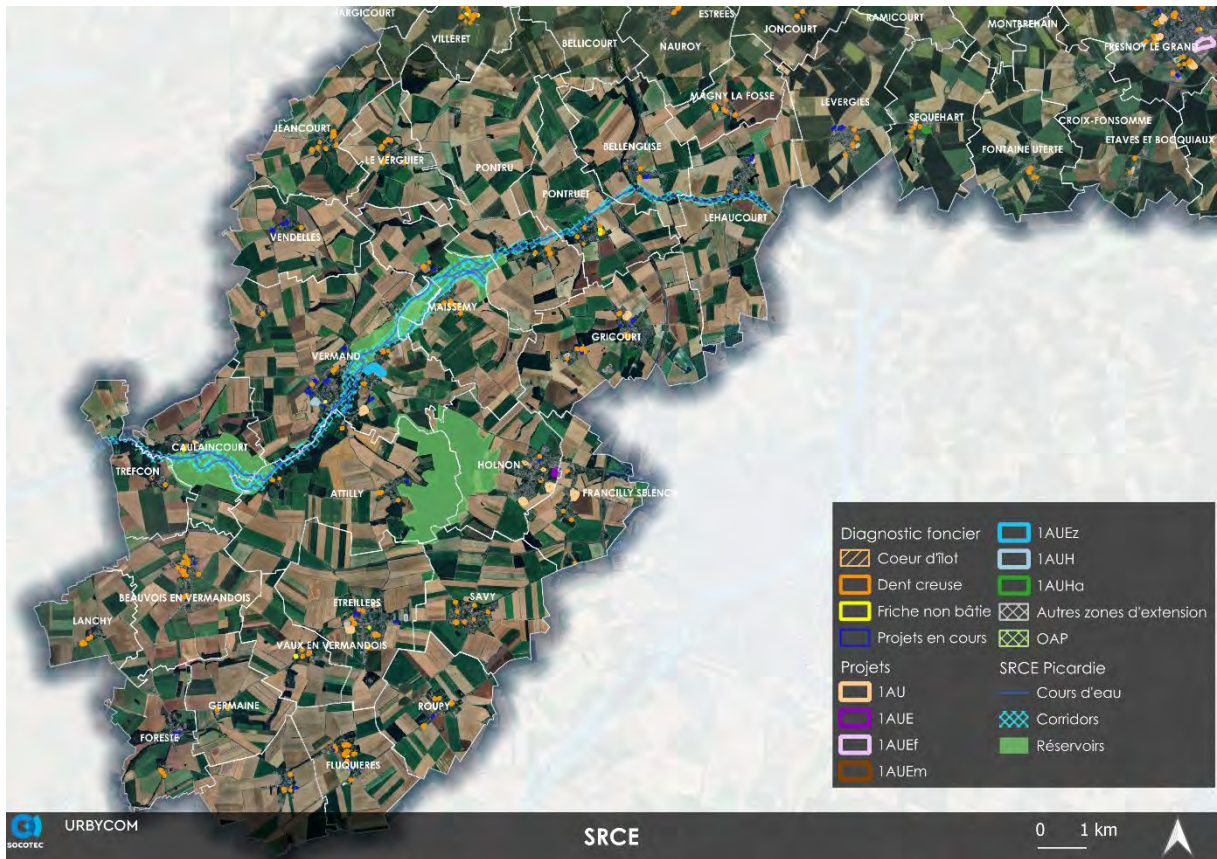 JARGICOURT
VILLERET
BELLICOURT
ESTREES
NAUROY
JONCOURT
RAMICOURT
MONTBREHAIN
FRESNOY LE GRAND
MAGNY LA FOSSE
LEVERGIES
SEQUEHART
CROIX-FONSOMME
ETAVES ET BOCQUIAUX
FONTAINE UTERTE
JEANCOURT
LE VERGUIER
PONTRU
BELLENGLISE
PONTRUET
LEHAUCOURT
VENDELLES
MAISSEMY
GRICOURT
VERMAND
CAULAINCOURT
TREFCON
ATTILLY
HOLNON
FRANCILLY SELENCY
BEAUVOIS EN VERMANDOIS
LANCHY
ETREILLERS
SAVY
VAUX EN VERMANDOIS
GERMAINE
ROUPY
FORESTE
FLUQUIERES
Diagnostic foncier
Coeur d'îlot
Dent creuse
Friche non bâtie
Projets en cours
Projets
1AU
1AUE
1AUEf
1AUEm
1AUEz
1AUH
1AUHa
Autres zones d'extension
OAP
SRCE Picardie
Cours d'eau
Corridors
Réservoirs
SOCOTEC
URBYCOM
SRCE
0 1 km